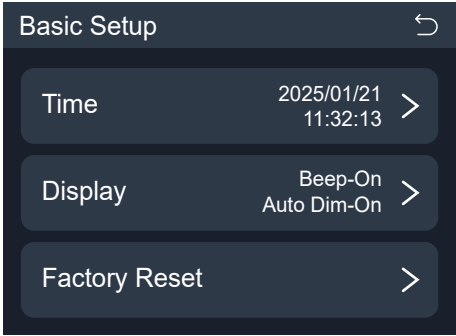 Basic Setup
Time
2025/01/21
11:32:13
Display
Beep-On
Auto Dim-On
Factory Reset